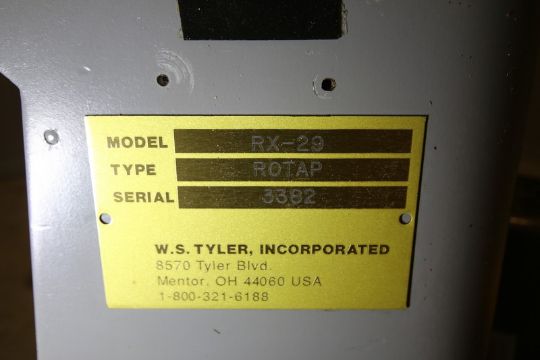 MODEL RX-29
TYPE ROTAP
SERIAL 3382
W.S. TYLER, INCORPORATED
8570 Tyler Blvd.
Mentor, OH 44060 USA
1-800-321-6188